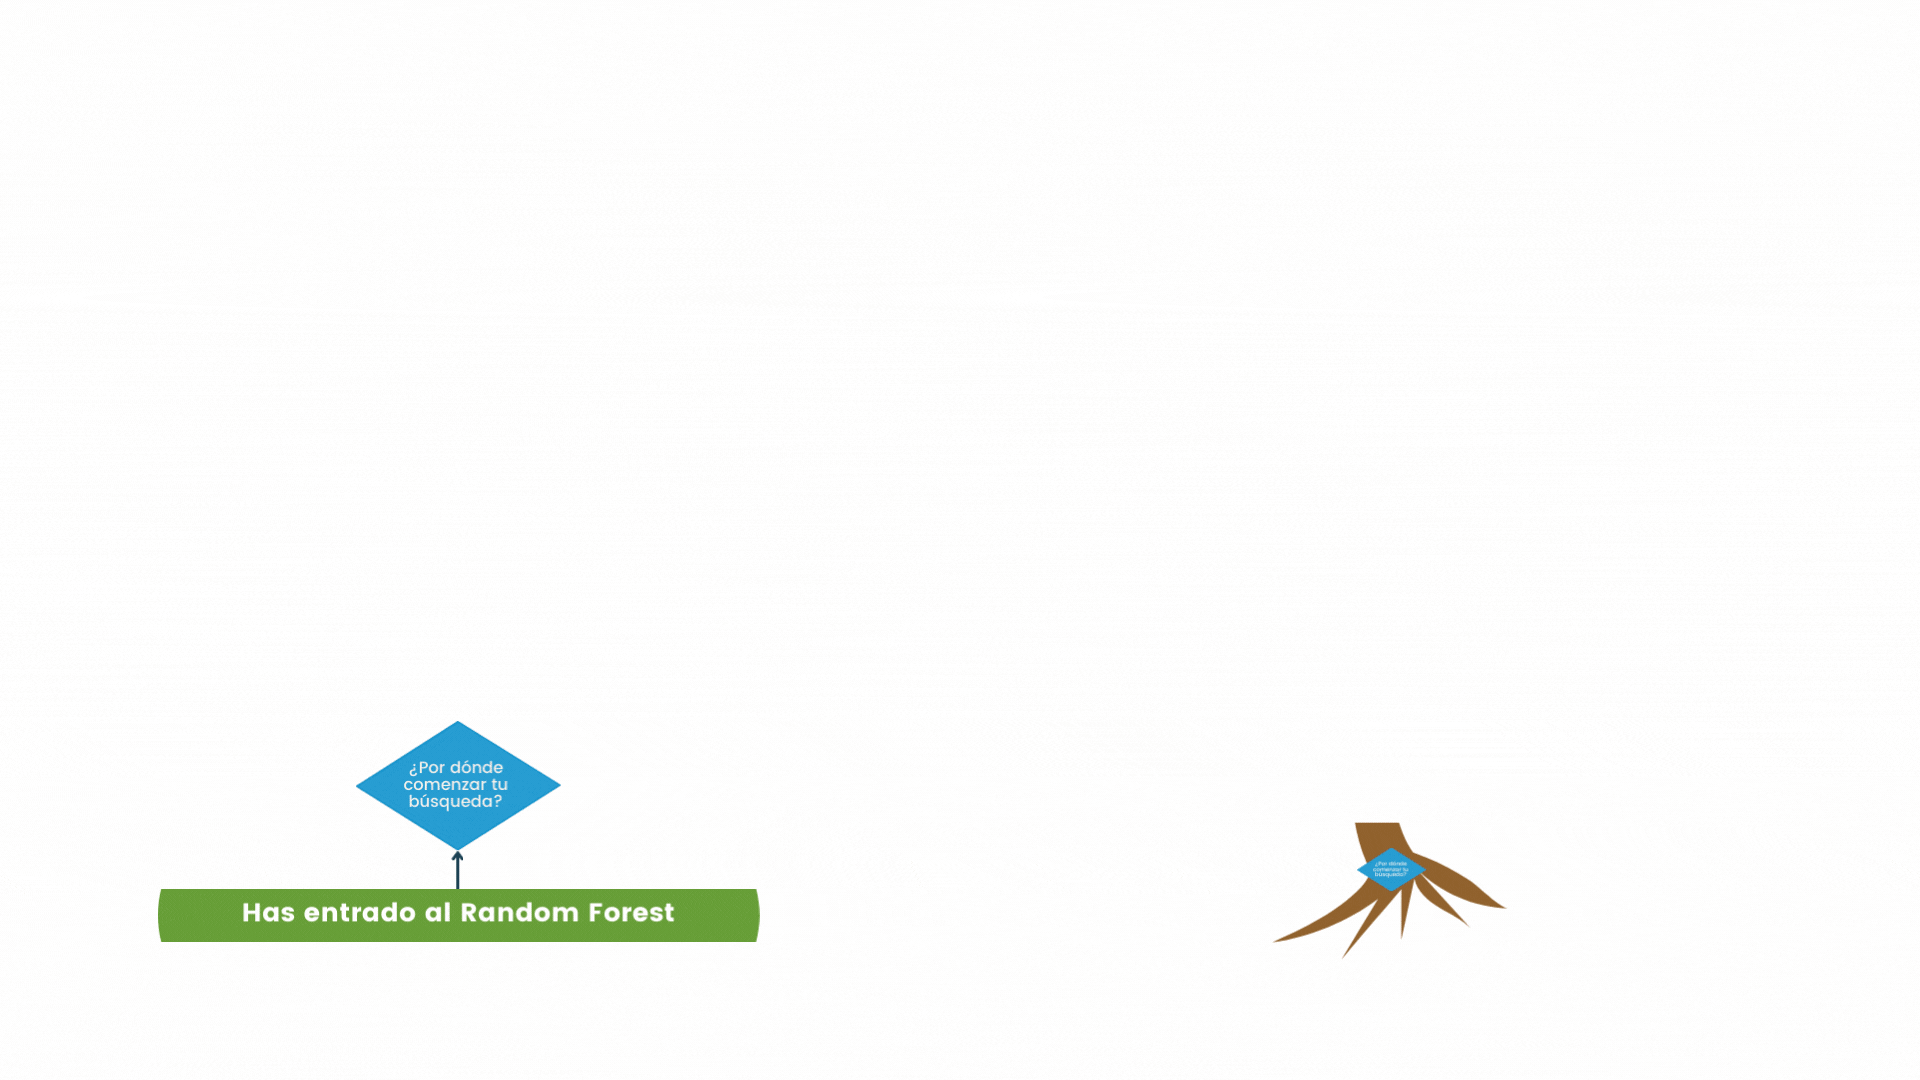 ¿Por dónde
comenzar tu
búsqueda?
Has entrado al Random Forest
¿Por dónde
comenzar tu
búsqueda?